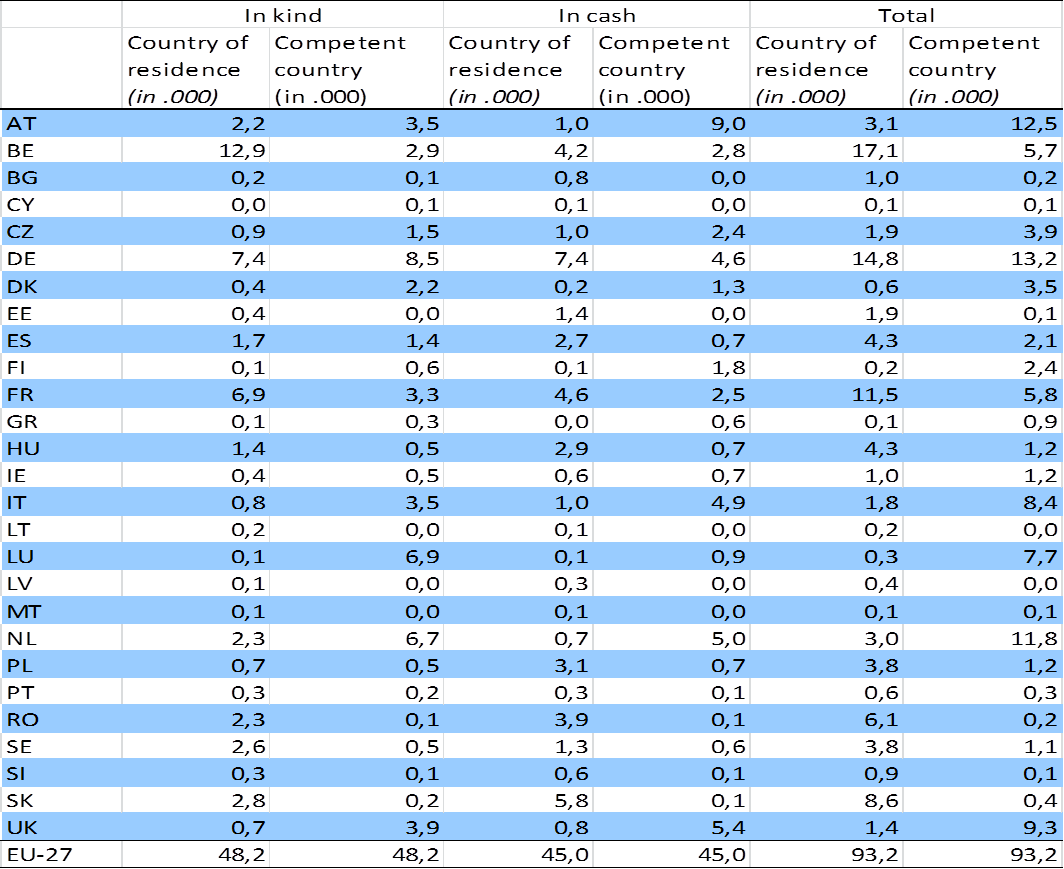 In kind In cash Total
Country of residence (in .000) Competent country (in .000) Country of residence (in .000) Competent country (in .000) Country of residence (in .000) Competent country (in .000)
AT 2,2 3,5 1,0 9,0 3,1 12,5
BE 12,9 2,9 4,2 2,8 17,1 5,7
BG 0,2 0,1 0,8 0,0 1,0 0,2
CY 0,0 0,1 0,1 0,0 0,1 0,1
CZ 0,9 1,5 1,0 2,4 1,9 3,9
DE 7,4 8,5 7,4 4,6 14,8 13,2
DK 0,4 2,2 0,2 1,3 0,6 3,5
EE 0,4 0,0 1,4 0,0 1,9 0,1
ES 1,7 1,4 2,7 0,7 4,3 2,1
FI 0,1 0,6 0,1 1,8 0,2 2,4
FR 6,9 3,3 4,6 2,5 11,5 5,8
GR 0,1 0,3 0,0 0,6 0,1 0,9
HU 1,4 0,5 2,9 0,7 4,3 1,2
IE 0,4 0,5 0,6 0,7 1,0 1,2
IT 0,8 3,5 1,0 4,9 1,8 8,4
LT 0,2 0,0 0,1 0,0 0,2 0,0
LU 0,1 6,9 0,1 0,9 0,3 7,7
LV 0,1 0,0 0,3 0,0 0,4 0,0
MT 0,1 0,0 0,1 0,0 0,1 0,1
NL 2,3 6,7 0,7 5,0 3,0 11,8
PL 0,7 0,5 3,1 0,7 3,8 1,2
PT 0,3 0,2 0,3 0,1 0,6 0,3
RO 2,3 0,1 3,9 0,1 6,1 0,2
SE 2,6 0,5 1,3 0,6 3,8 1,1
SI 0,3 0,1 0,6 0,1 0,9 0,1
SK 2,8 0,2 5,8 0,1 8,6 0,4
UK 0,7 3,9 0,8 5,4 1,4 9,3
EU-27 48,2 48,2 45,0 45,0 93,2 93,2